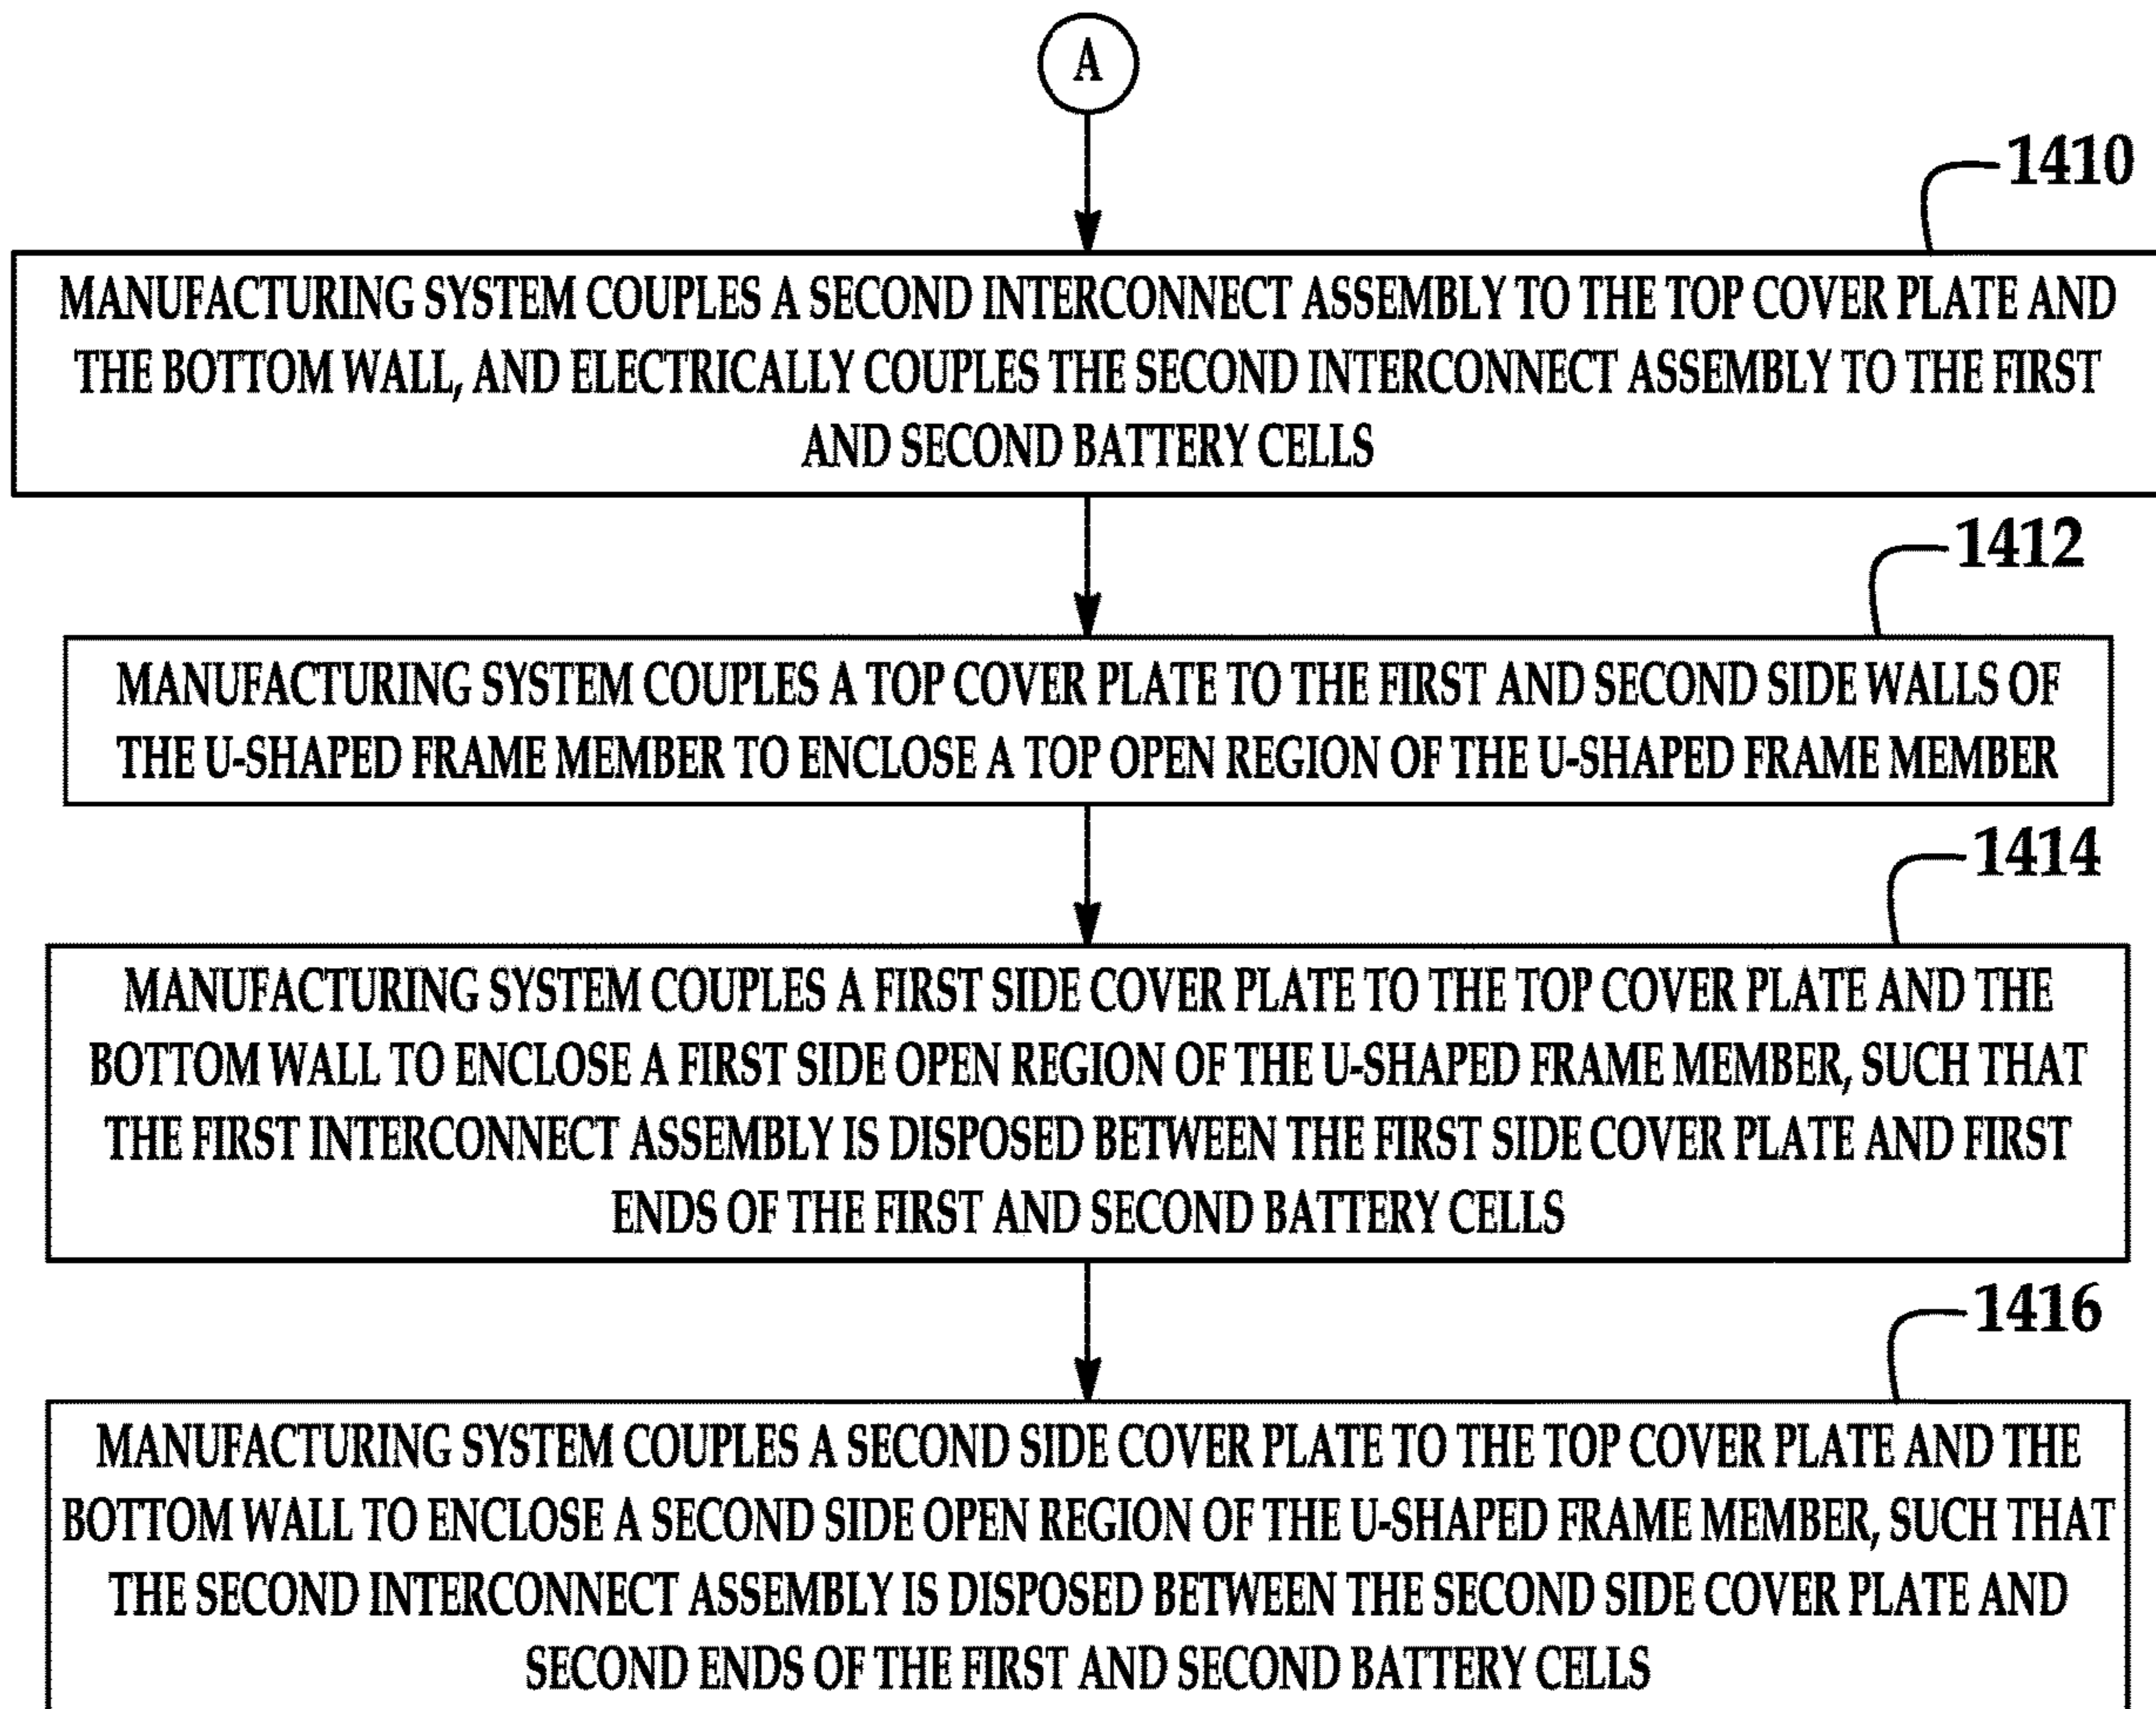 A
1410
MANUFACTURING SYSTEM COUPLES A SECOND INTERCONNECT ASSEMBLY TO THE TOP COVER PLATE AND
THE BOTTOM WALL, AND ELECTRICALLY COUPLES THE SECOND INTERCONNECT ASSEMBLY TO THE FIRST
AND SECOND BATTERY CELLS
1412
MANUFACTURING SYSTEM COUPLES A TOP COVER PLATE TO THE FIRST AND SECOND SIDE WALLS OF
THE U-SHAPED FRAME MEMBER TO ENCLOSE A TOP OPEN REGION OF THE U-SHAPED FRAME MEMBER
1414
MANUFACTURING SYSTEM COUPLES A FIRST SIDE COVER PLATE TO THE TOP COVER PLATE AND THE
BOTTOM WALL TO ENCLOSE A FIRST SIDE OPEN REGION OF THE U-SHAPED FRAME MEMBER, SUCH THAT
THE FIRST INTERCONNECT ASSEMBLY IS DISPOSED BETWEEN THE FIRST SIDE COVER PLATE AND FIRST
ENDS OF THE FIRST AND SECOND BATTERY CELLS
1416
MANUFACTURING SYSTEM COUPLES A SECOND SIDE COVER PLATE TO THE TOP COVER PLATE AND THE
BOTTOM WALL TO ENCLOSE A SECOND SIDE OPEN REGION OF THE U-SHAPED FRAME MEMBER, SUCH THAT
THE SECOND INTERCONNECT ASSEMBLY IS DISPOSED BETWEEN THE SECOND SIDE COVER PLATE AND
SECOND ENDS OF THE FIRST AND SECOND BATTERY CELLS